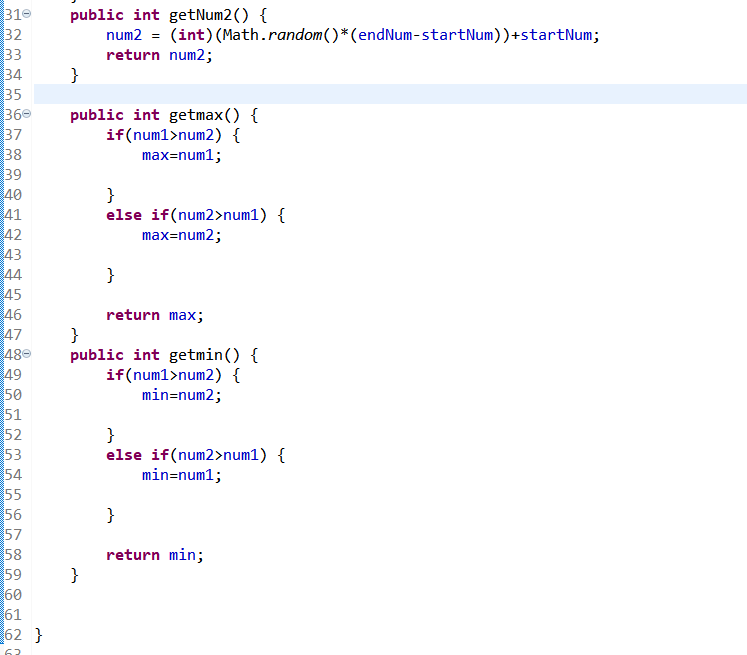 31 public int getNum2() {
32 num2 = (int)(Math.random()*(endNum-startNum))+startNum;
33 return num2;
34 }
35
36 public int getmax() {
37 if(num1>num2) {
38 max=num1;
39
40 }
41 else if(num2>num1) {
42 max=num2;
43
44 }
45
46 return max;
47 }
48 public int getmin() {
49 if(num1>num2) {
50 min=num2;
51
52 }
53 else if(num2>num1) {
54 min=num1;
55
56 }
57
58 return min;
59 }
60
61
62 }
63